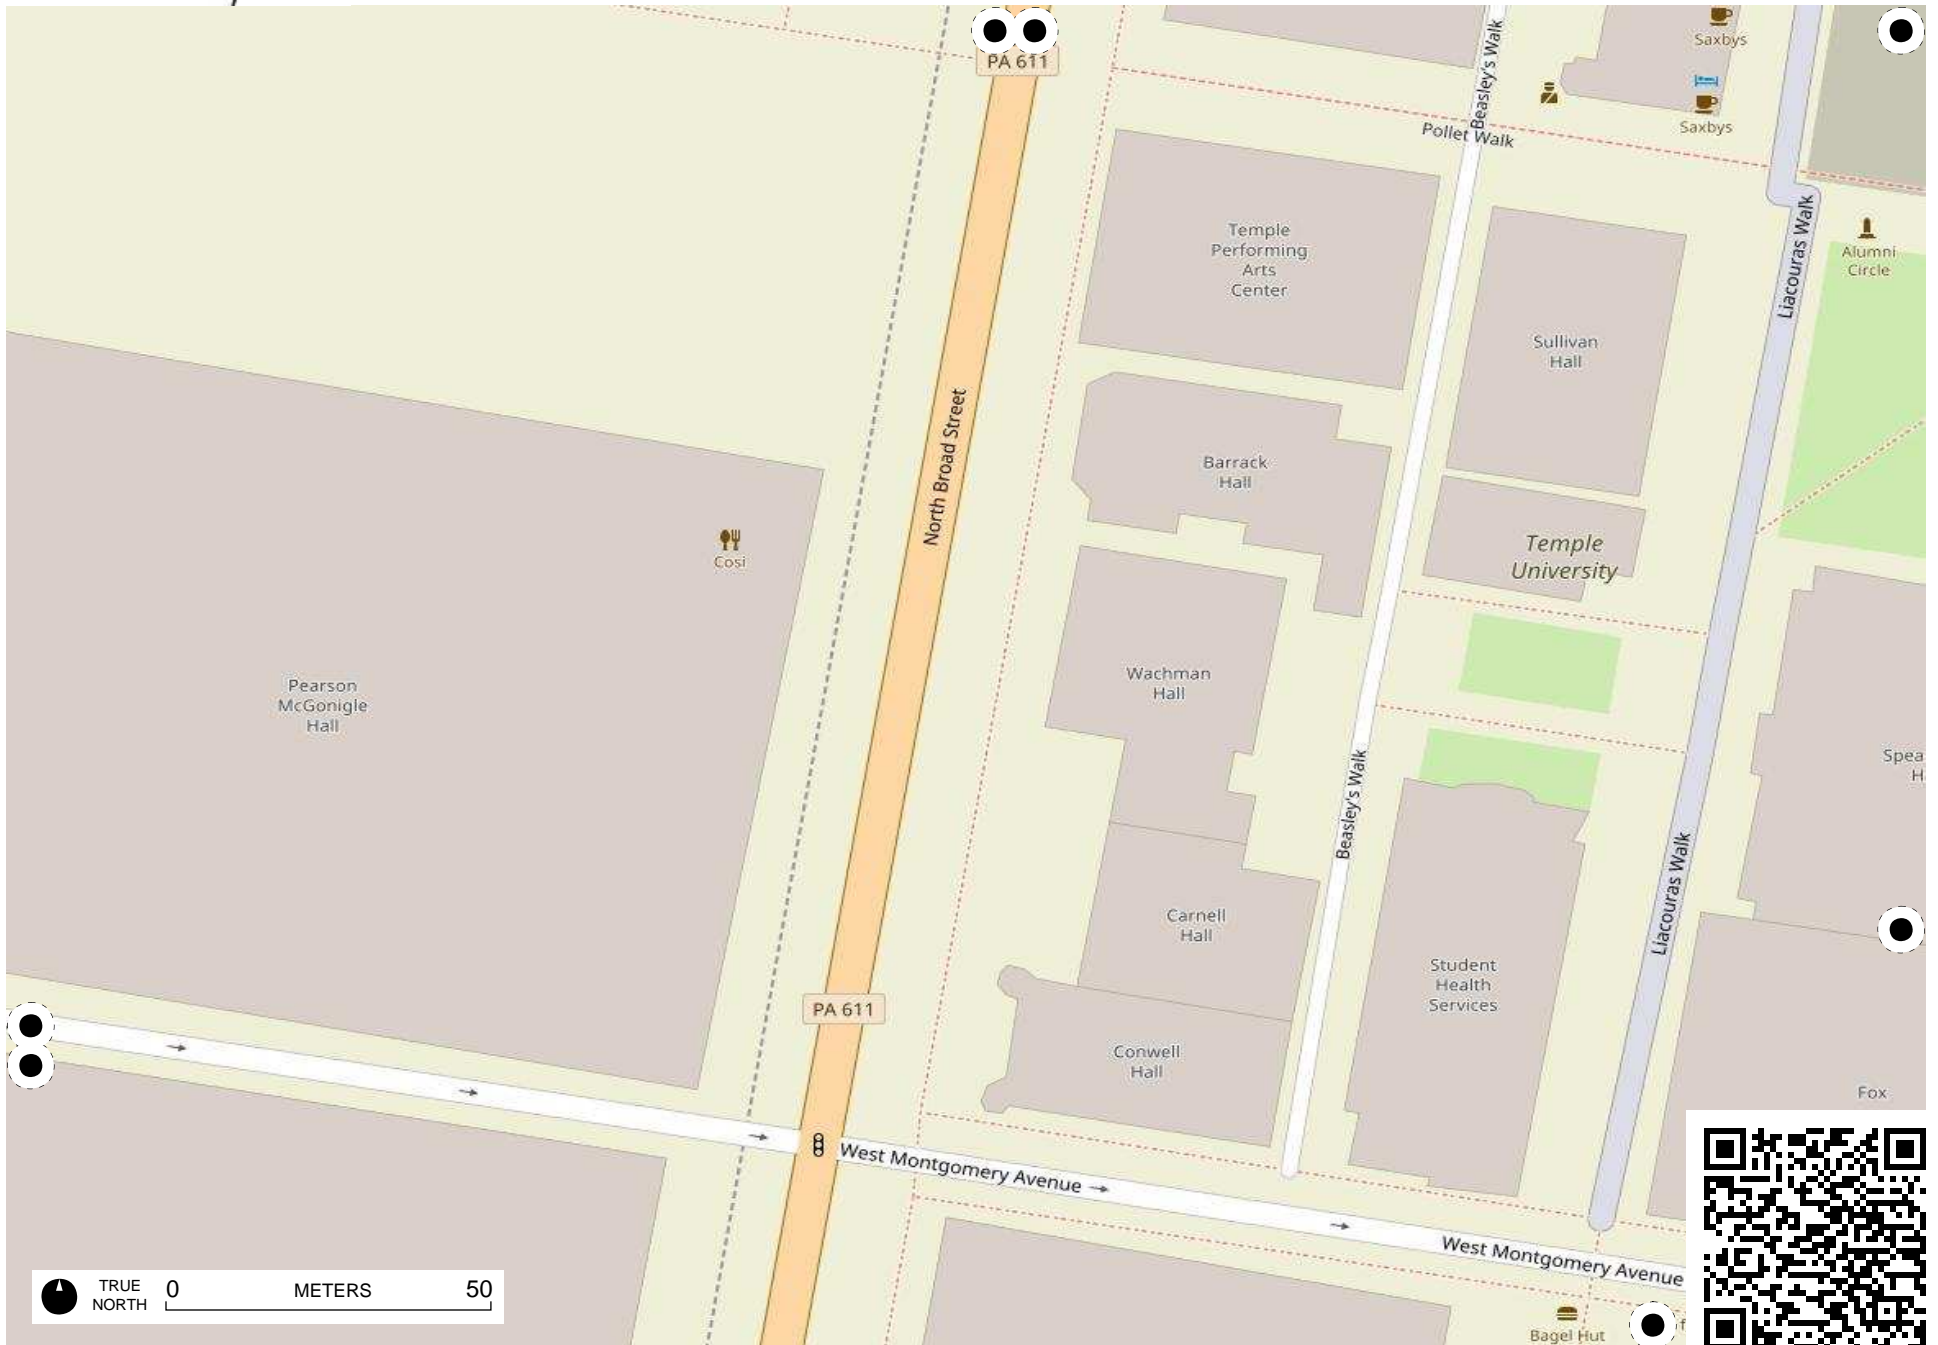 PA 611
Beasley's Walk
Saxbys
Saxbys
Pollet Walk
Temple
Performing
Arts
Center
Liacouras Walk
Alumni
Circle
Sullivan
Hall
North Broad Street
Barrack
Hall
Cosi
Temple
University
Pearson
McGonigle
Hall
Wachman
Hall
Beasley's Walk
Spea
H
Liacouras Walk
Carnell
Hall
Student
Health
Services
PA 611
Conwell
Hall
Fox
West Montgomery Avenue
West Montgomery Avenue
TRUE
NORTH
0 METERS 50
Bagel Hut